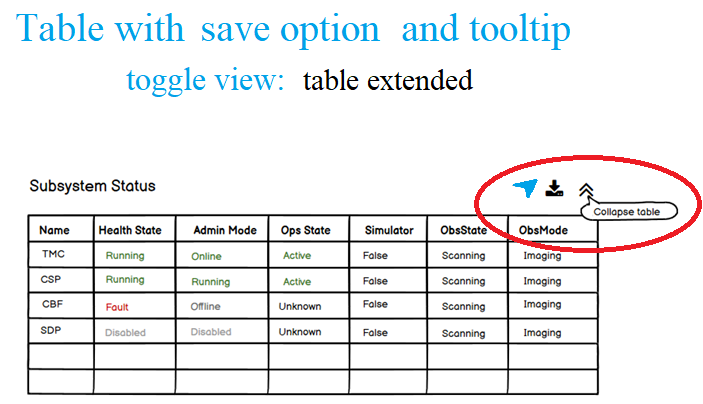 Table with save option and tooltip
toggle view: table extended
Subsystem Status
Collapse table
Name Health State Admin Mode Ops State Simulator ObsState ObsMode
TMC Running Online Active False Scanning Imaging
CSP Running Running Active False Scanning Imaging
CBF Fault Offline Unknown False Scanning Imaging
SDP Disabled Disabled Unknown False Scanning Imaging